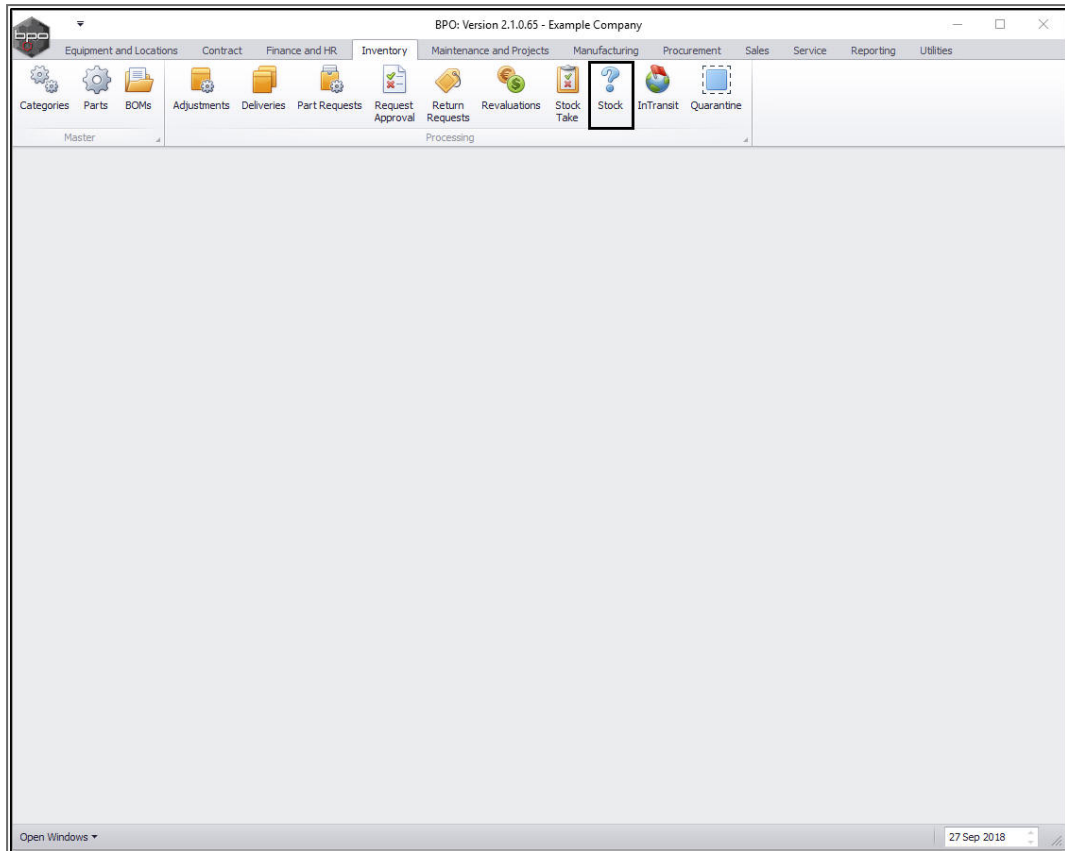 BPO: Version 2.1.0.65 - Example Company
bpo
Equipment and Locations Contract Finance and HR Inventory Maintenance and Projects Manufacturing Procurement Sales Service Reporting Utilities
Categories Parts BOMs Adjustments Deliveries Part Requests Request Return Revaluations Stock Stock InTransit Quarantine
Approval Requests Take
Master Processing
Open Windows 27 Sep 2018